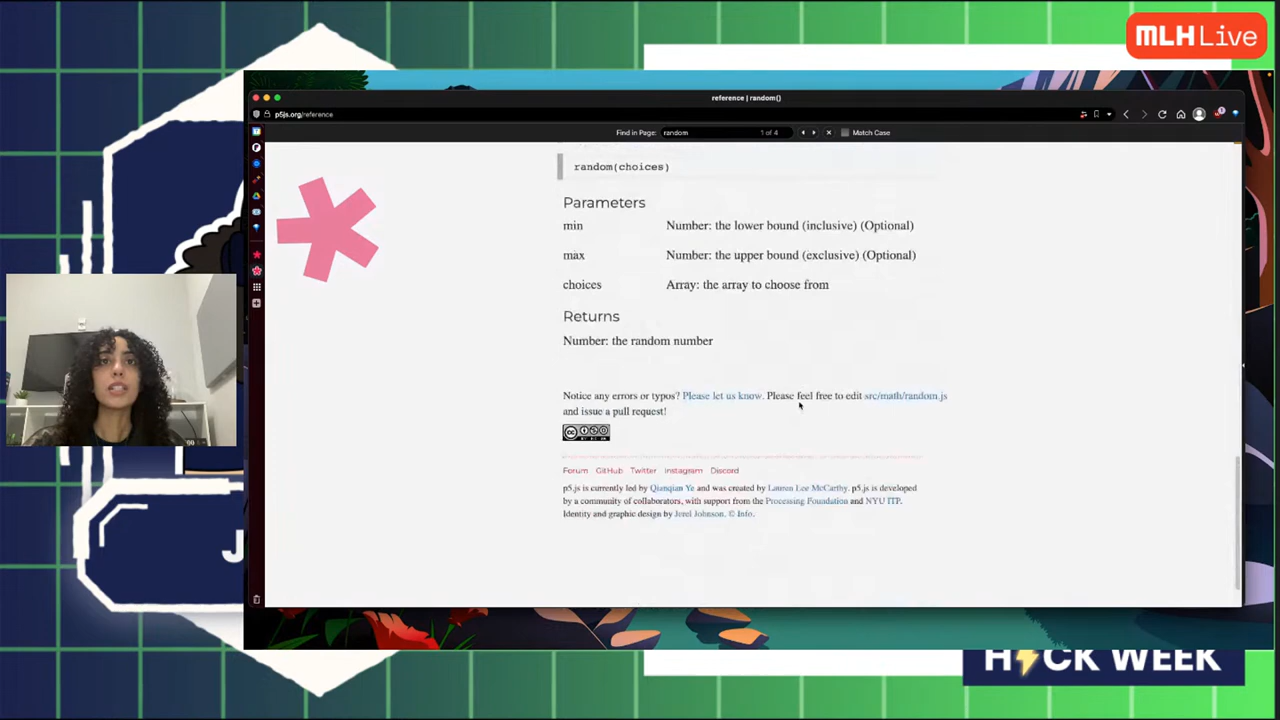 MLH Live
reference | random()
p5js.org/reference
Find in Page:
random
1 of 4
Match Case
random(choices)
Parameters
min
Number: the lower bound (inclusive) (Optional)
max
Number: the upper bound (exclusive) (Optional)
choices
Array: the array to choose from
Returns
Number: the random number
Notice any errors or typos? Please let us know. Please feel free to edit src/math/random.js
and issue a pull request!
Forum GitHub Twitter Instagram Discord
p5.js is currently led by Qianqian Ye and was created by Lauren Lee McCarthy. p5.js is developed
by a community of collaborators, with support from the Processing Foundation and NYU ITP.
Identity and graphic design by Jerel Johnson. © Info.
J
H⚡CK WEEK